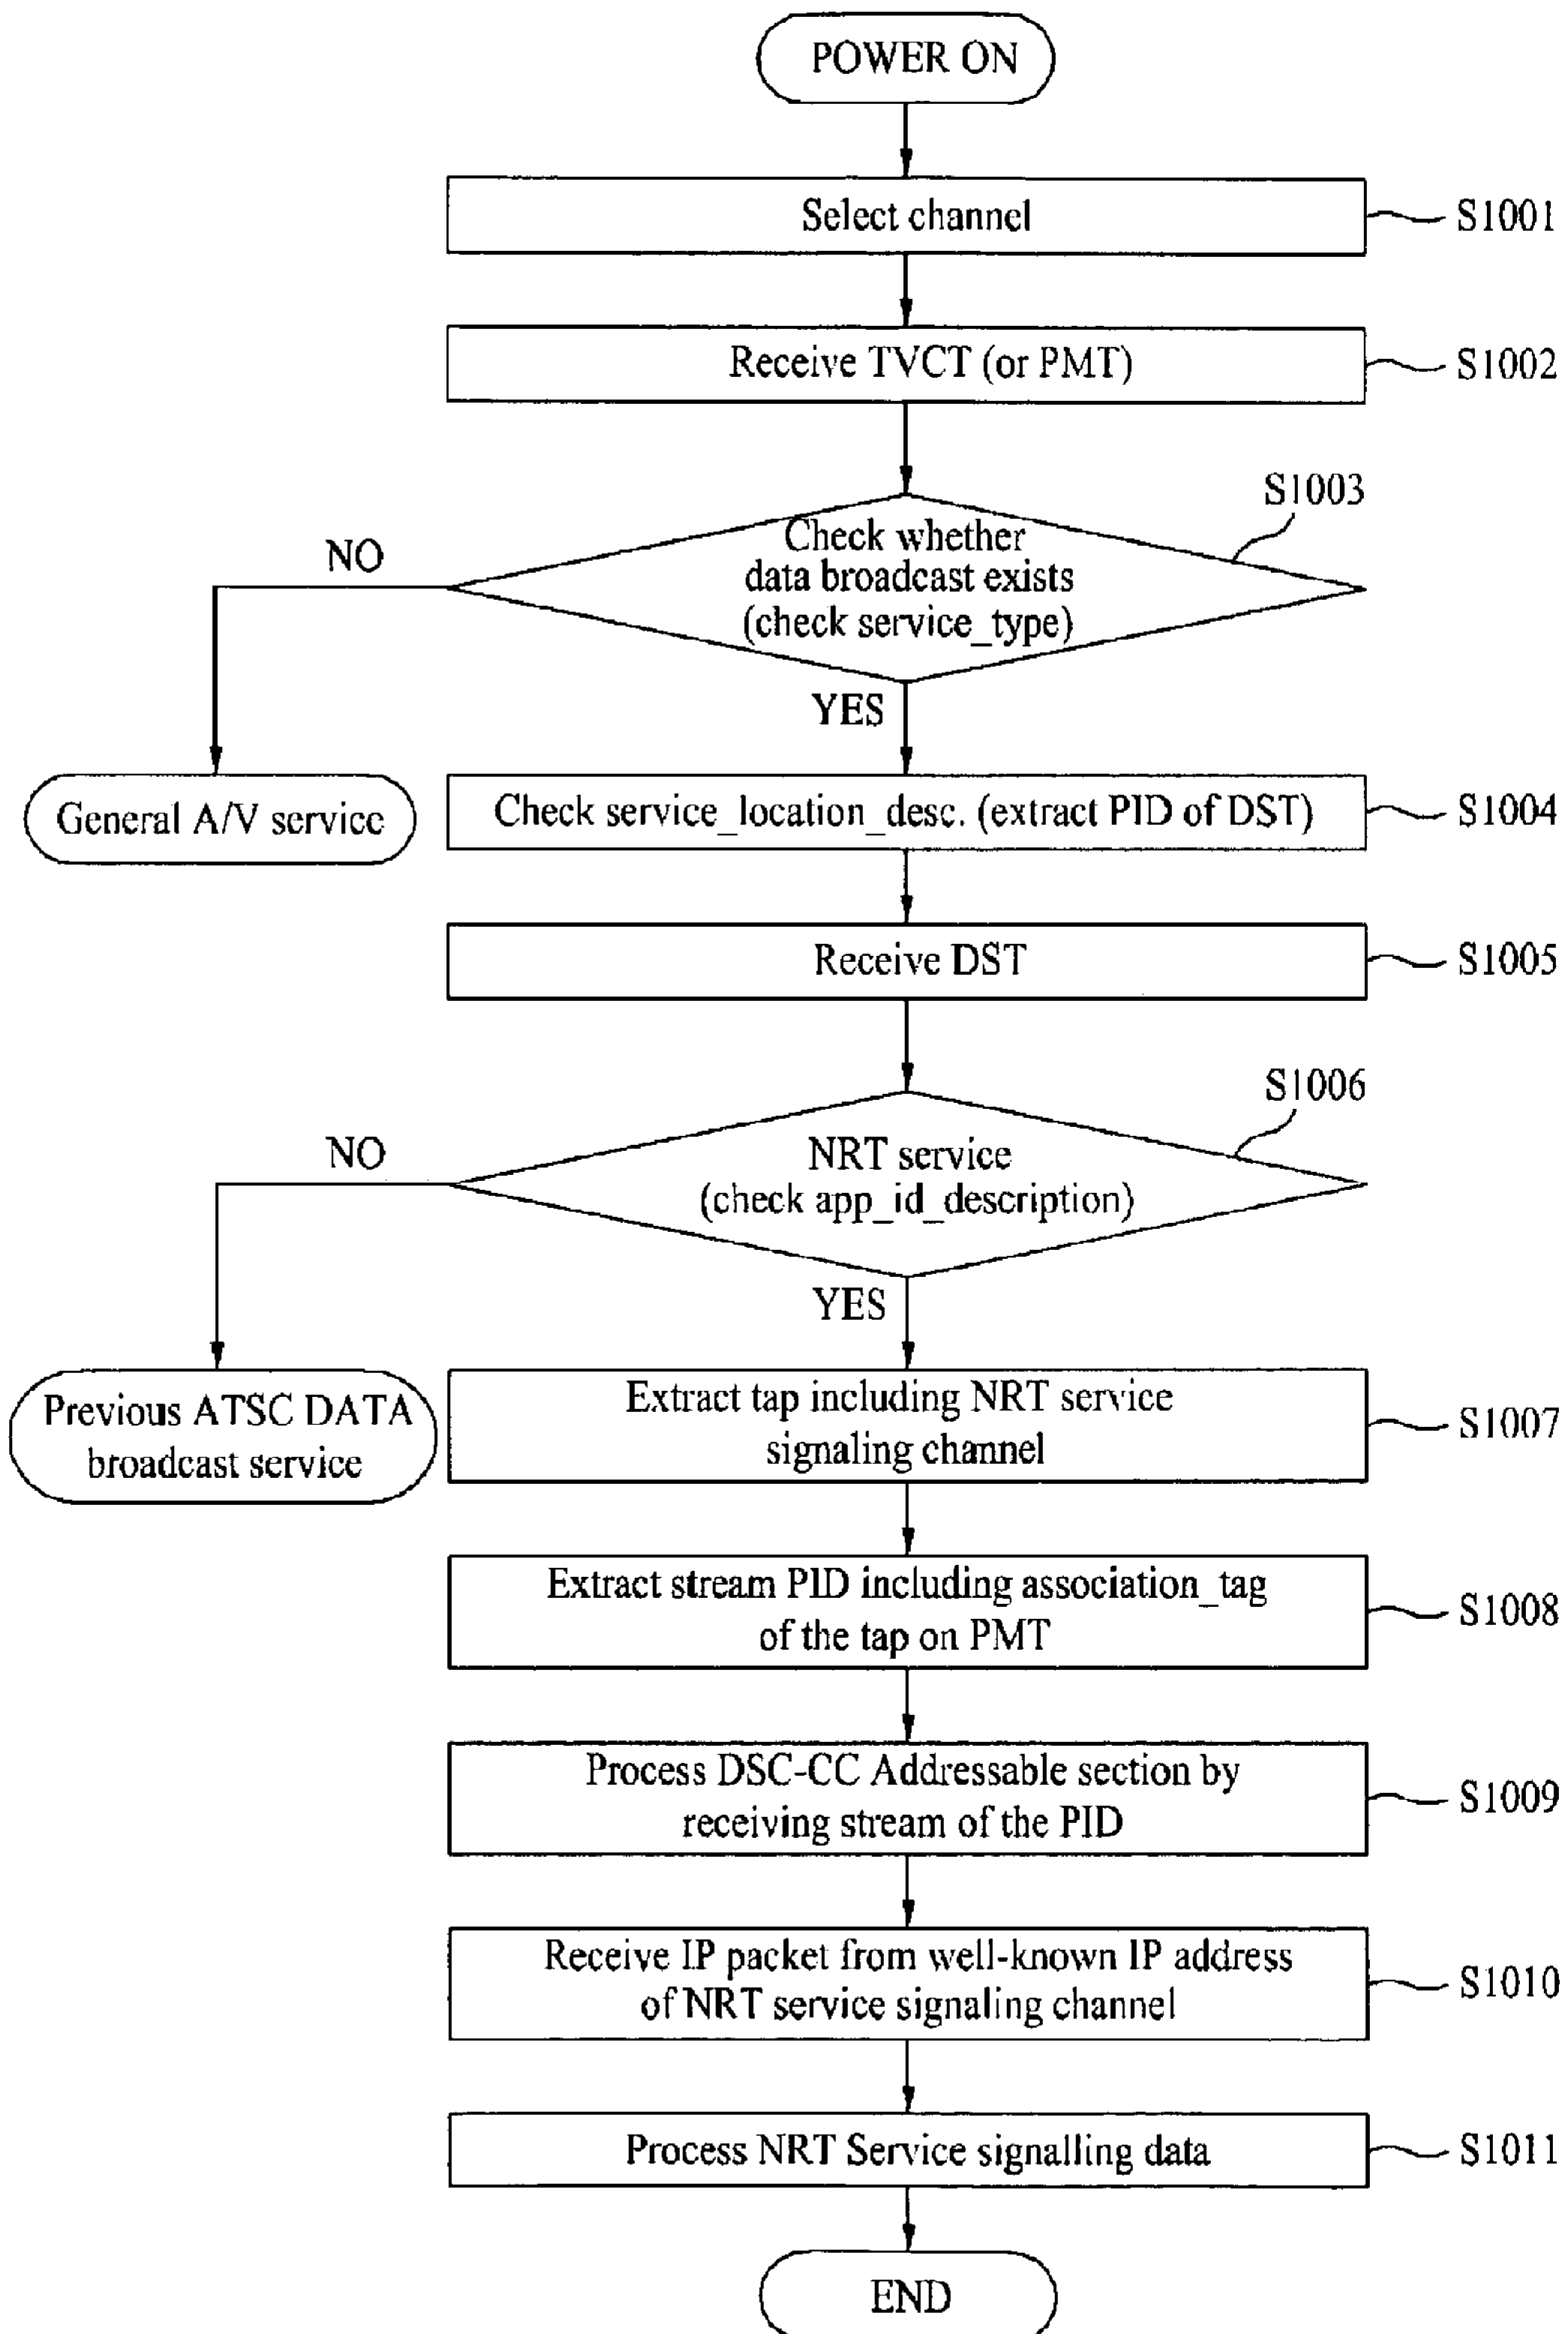 POWER ON
Select channel
S1001
Receive TVCT (or PMT)
S1002
S1003
Check whether
data broadcast exists
(check service_type)
NO
YES
General A/V service
Check service_location_desc. (extract PID of DST)
S1004
Receive DST
S1005
S1006
NRT service
(check app_id_description)
NO
YES
Previous ATSC DATA
broadcast service
Extract tap including NRT service
signaling channel
S1007
Extract stream PID including association_tag
of the tap on PMT
S1008
Process DSC-CC Addressable section by
receiving stream of the PID
S1009
Receive IP packet from well-known IP address
of NRT service signaling channel
S1010
Process NRT Service signalling data
S1011
END